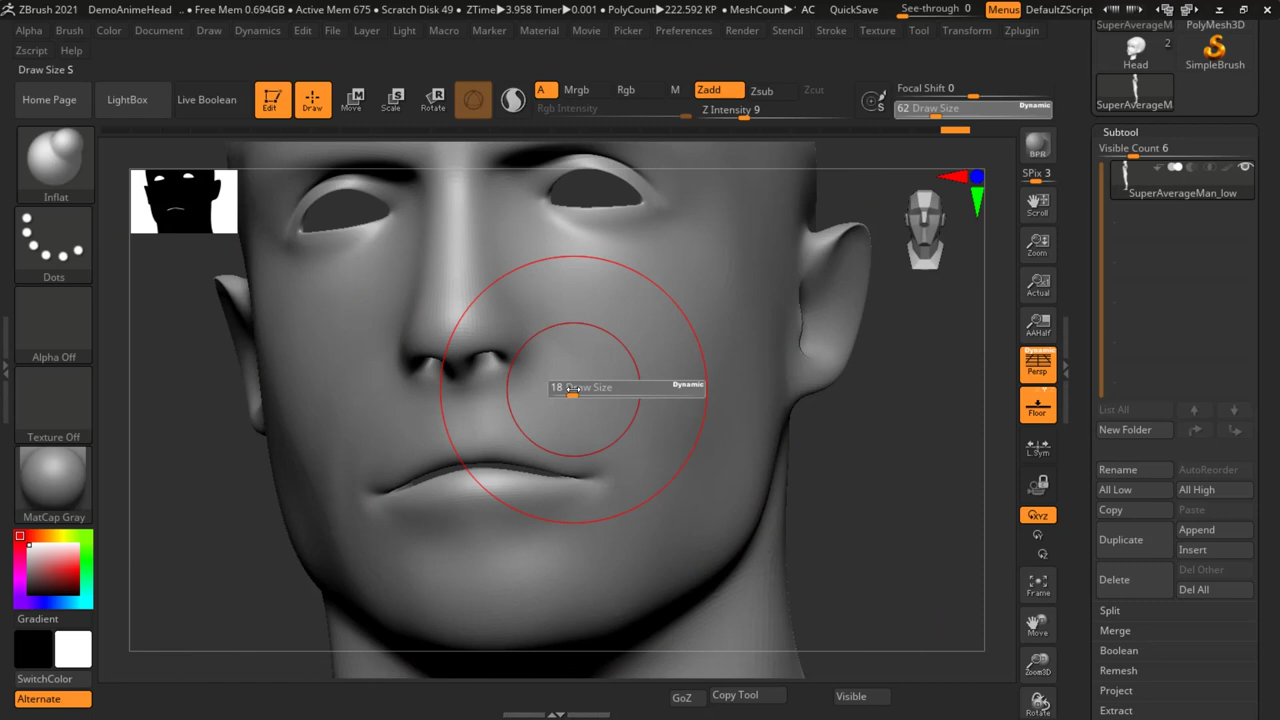 ZBrush 2021 DemoAnimeHead • Free Mem 0.694GB • Active Mem 675 • Scratch Disk 49 • ZTime▸3.958 Timer▸0.001 • PolyCount▸222.592 KP • MeshCount▸ AC QuickSave See-through 0 Menus DefaultZScript
Alpha Brush Color Document Draw Dynamics Edit File Layer Light Macro Marker Material Movie Picker Preferences Render Stencil Stroke Texture Tool Transform Zplugin
Zscript Help
Draw Size S
Home Page LightBox Live Boolean Edit Draw Move Scale Rotate A Mrgb Rgb M Zadd Zsub Zcut Focal Shift 0
Rgb Intensity Z Intensity 9 S 62 Draw Size Dynamic
SuperAverageM PolyMesh3D
2
Head SimpleBrush
SuperAverageM
Inflat
Dots
Alpha Off
Texture Off
MatCap Gray
Gradient
SwitchColor
Alternate
18 Draw Size Dynamic
BPR
SPix 3
Scroll
Zoom
Actual
AAHalf
Dynamic
Persp
Floor
L.Sym
XYZ
Y
Z
Frame
Move
Zoom3D
Rotate
Subtool
Visible Count 6
SuperAverageMan_low
List All
New Folder
Rename AutoReorder
All Low All High
Copy Paste
Duplicate Append
Insert
Delete Del Other
Del All
Split
Merge
Boolean
Remesh
Project
Extract
GoZ Copy Tool Visible